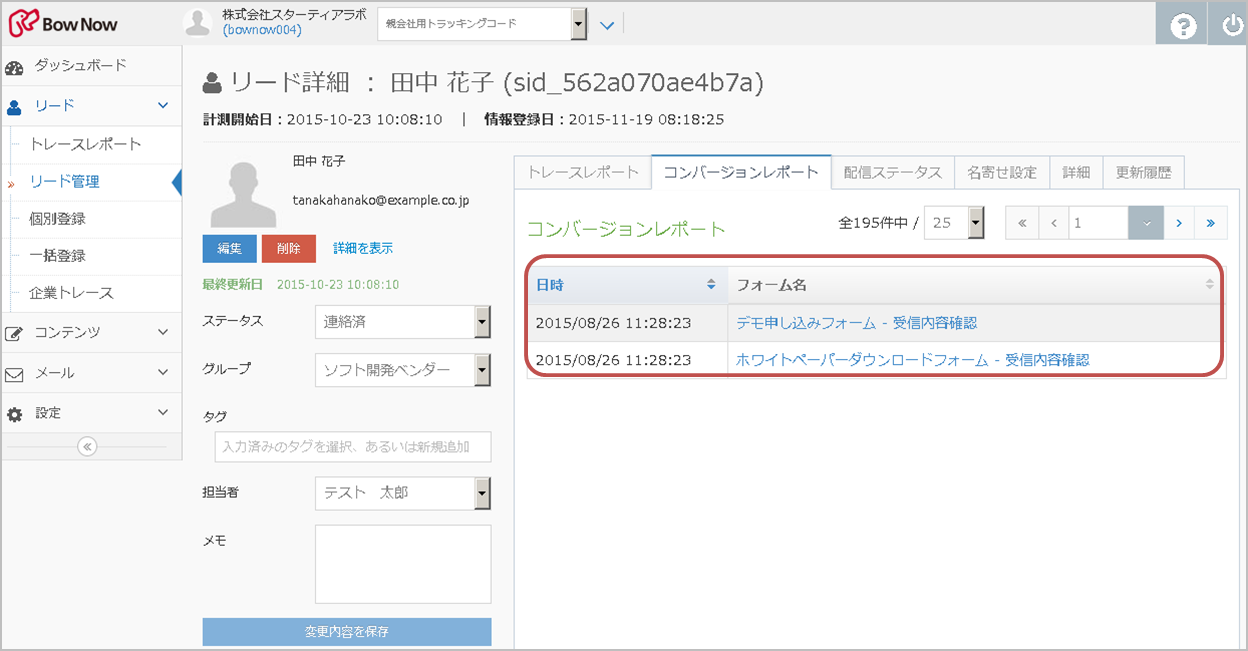 Bow Now
株式会社スターティアラボ
(bownow004)
親会社用トラッキングコード
ダッシュボード
リード
トレースレポート
リード管理
個別登録
一括登録
企業トレース
コンテンツ
メール
設定
リード詳細 ： 田中 花子 (sid_562a070ae4b7a)
計測開始日：2015-10-23 10:08:10 | 情報登録日：2015-11-19 08:18:25
田中 花子
tanakahanako@example.co.jp
編集 削除 詳細を表示
最終更新日 2015-10-23 10:08:10
ステータス 連絡済
グループ ソフト開発ベンダー
タグ
入力済みのタグを選択、あるいは新規追加
担当者 テスト 太郎
メモ
変更内容を保存
トレースレポート コンバージョンレポート 配信ステータス 名寄せ設定 詳細 更新履歴
コンバージョンレポート 全195件中 / 25 « ‹ 1 › »
日時 フォーム名
2015/08/26 11:28:23 デモ申し込みフォーム - 受信内容確認
2015/08/26 11:28:23 ホワイトペーパーダウンロードフォーム - 受信内容確認